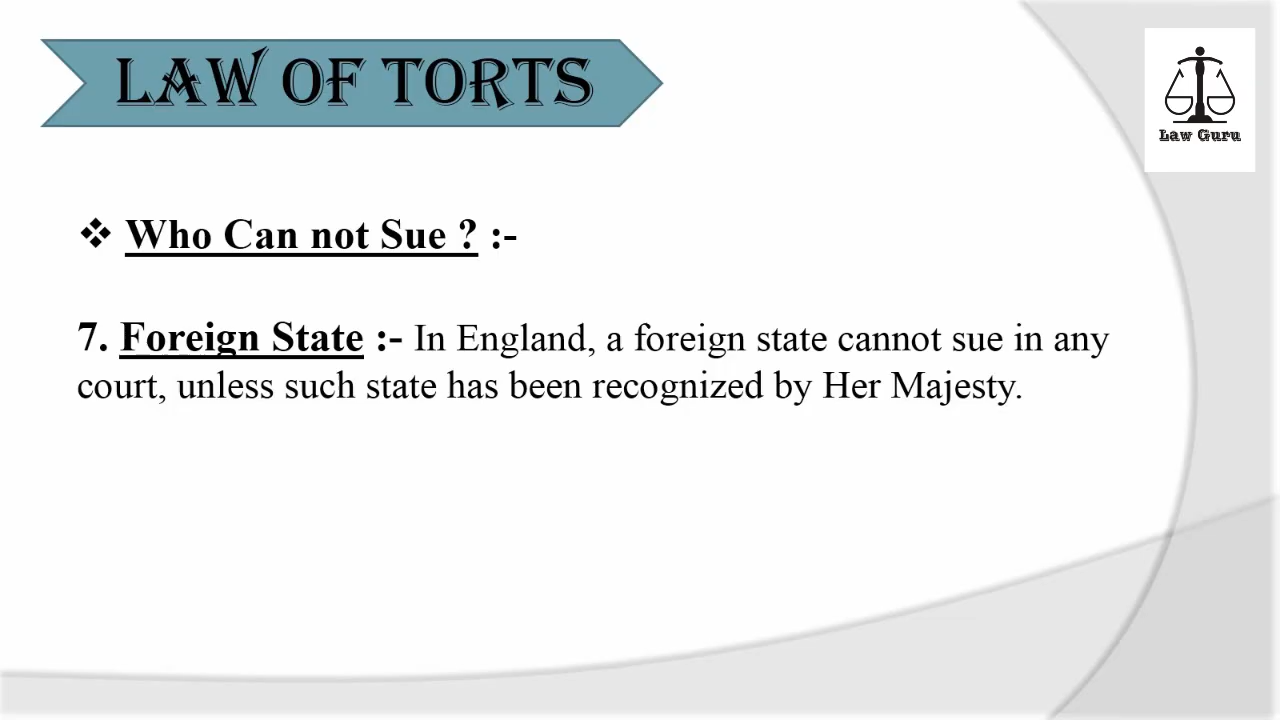 LAW OF TORTS
Law Guru
❖ Who Can not Sue ? :-
7. Foreign State :- In England, a foreign state cannot sue in any
court, unless such state has been recognized by Her Majesty.